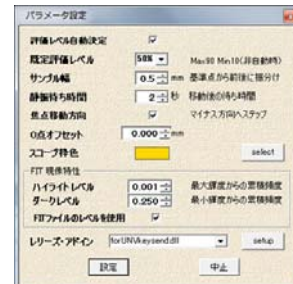 パラメータ設定
評価レベル自動決定
既定評価レベル 50% Max90 Min10(非自動時)
サンプル幅 0.5 mm 基準点から前後に振分け
静振待ち時間 2 秒 移動後の待ち時間
焦点移動方向 マイナス方向へステップ
0点オフセット 0.000 mm
スコープ枠色 select
FIT 現像特性
ハイライトレベル 0.001 最大輝度からの累積頻度
ダークレベル 0.250 最小輝度からの累積頻度
FITファイルのレベルを使用
レリーズ・アドイン forUNVkeysend.dll setup
設定 中止